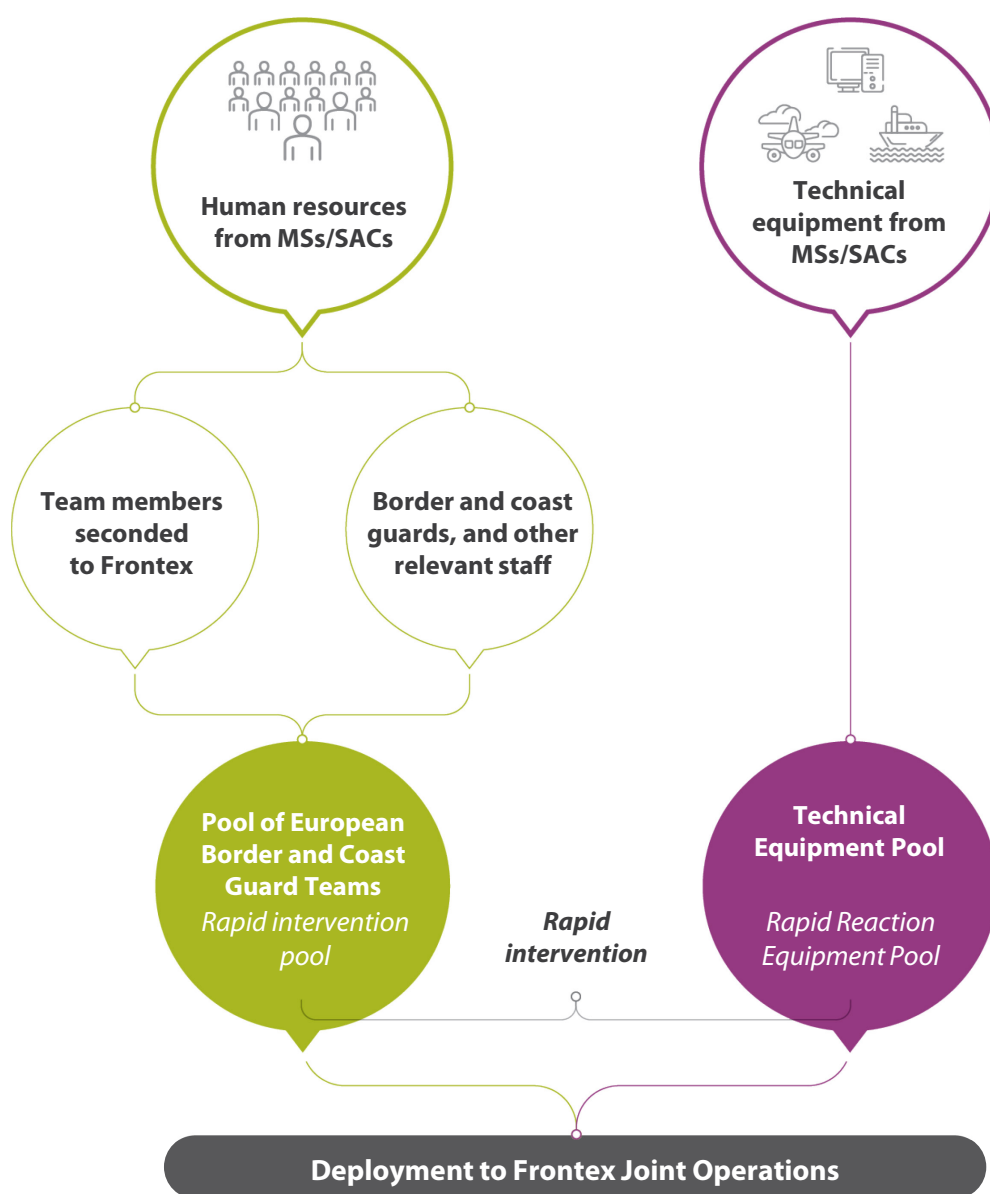 Human resources
from MSs/SACs
Technical
equipment from
MSs/SACs
Team members
seconded
to Frontex
Border and coast
guards, and other
relevant staff
Pool of European
Border and Coast
Guard Teams
Rapid intervention
pool
Rapid
intervention
Technical
Equipment Pool
Rapid Reaction
Equipment Pool
Deployment to Frontex Joint Operations